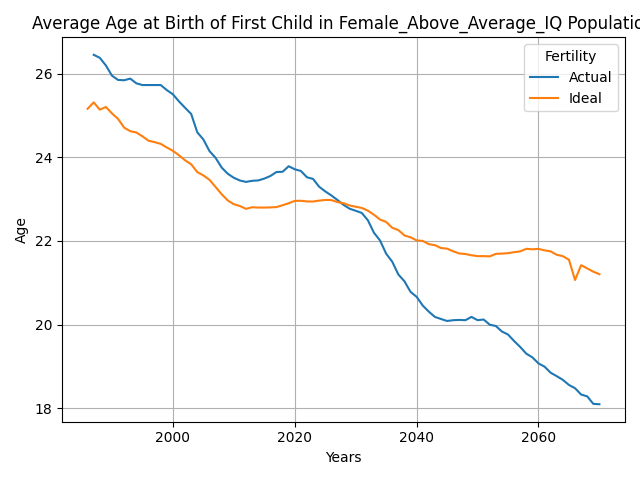 Average Age at Birth of First Child in Female_Above_Average_IQ Populatio
Fertility
Actual
Ideal
26
24
22
20
18
Age
2000
2020
2040
2060
Years